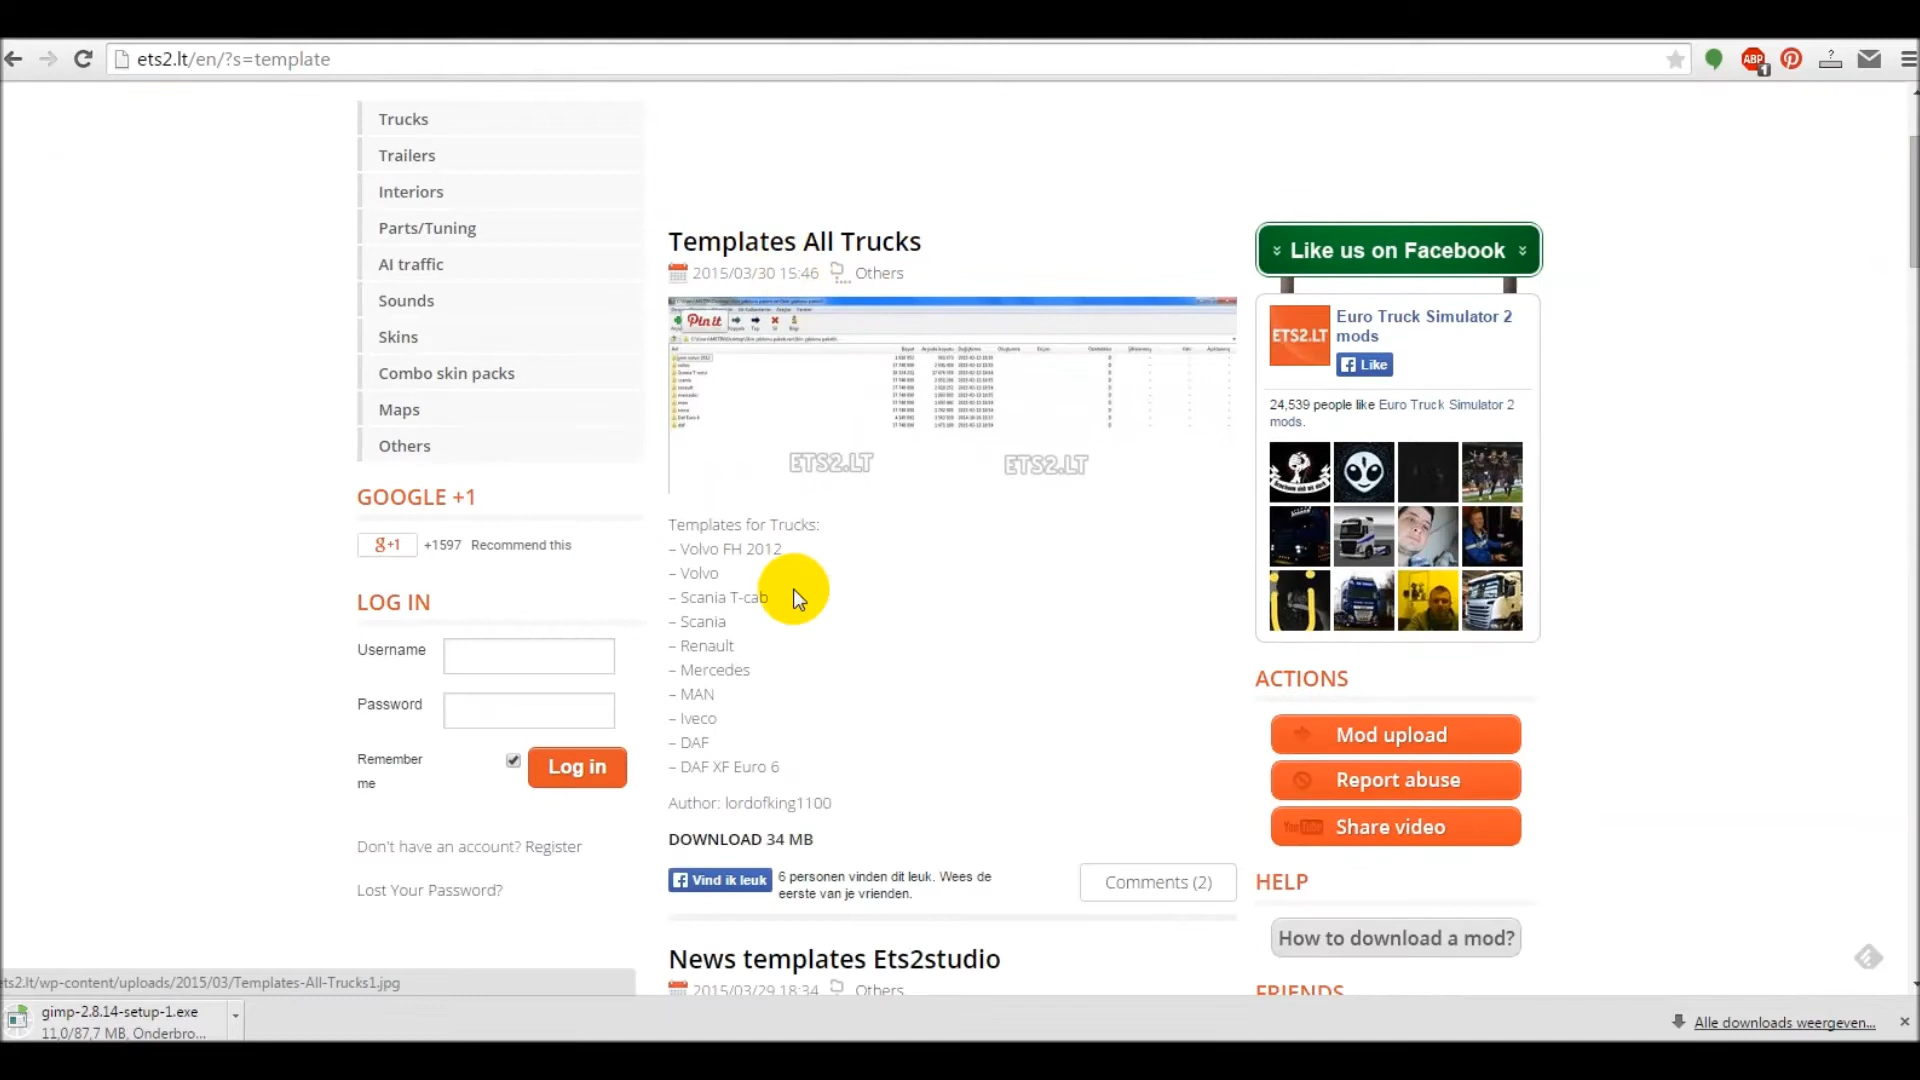 ets2.lt/en/?s=template
ABP
1
Trucks
Trailers
Interiors
Parts/Tuning
AI traffic
Sounds
Skins
Combo skin packs
Maps
Others
GOOGLE +1
g+1 +1597 Recommend this
LOG IN
Username
Password
Remember
me
Log in
Don't have an account? Register
Lost Your Password?
Templates All Trucks
2015/03/30 15:46 Others
Pin it
ETS2.LT ETS2.LT
Templates for Trucks:
– Volvo FH 2012
– Volvo
– Scania T-cab
– Scania
– Renault
– Mercedes
– MAN
– Iveco
– DAF
– DAF XF Euro 6
Author: lordofking1100
DOWNLOAD 34 MB
Vind ik leuk
6 personen vinden dit leuk. Wees de
eerste van je vrienden.
Comments (2)
News templates Ets2studio
2015/03/29 18:34 Others
Like us on Facebook
ETS2.LT
Euro Truck Simulator 2
mods
Like
24,539 people like Euro Truck Simulator 2
mods.
ACTIONS
Mod upload
Report abuse
YouTube Share video
HELP
How to download a mod?
FRIENDS
ets2.lt/wp-content/uploads/2015/03/Templates-All-Trucks1.jpg
gimp-2.8.14-setup-1.exe
11,0/87,7 MB, Onderbro...
Alle downloads weergeven...